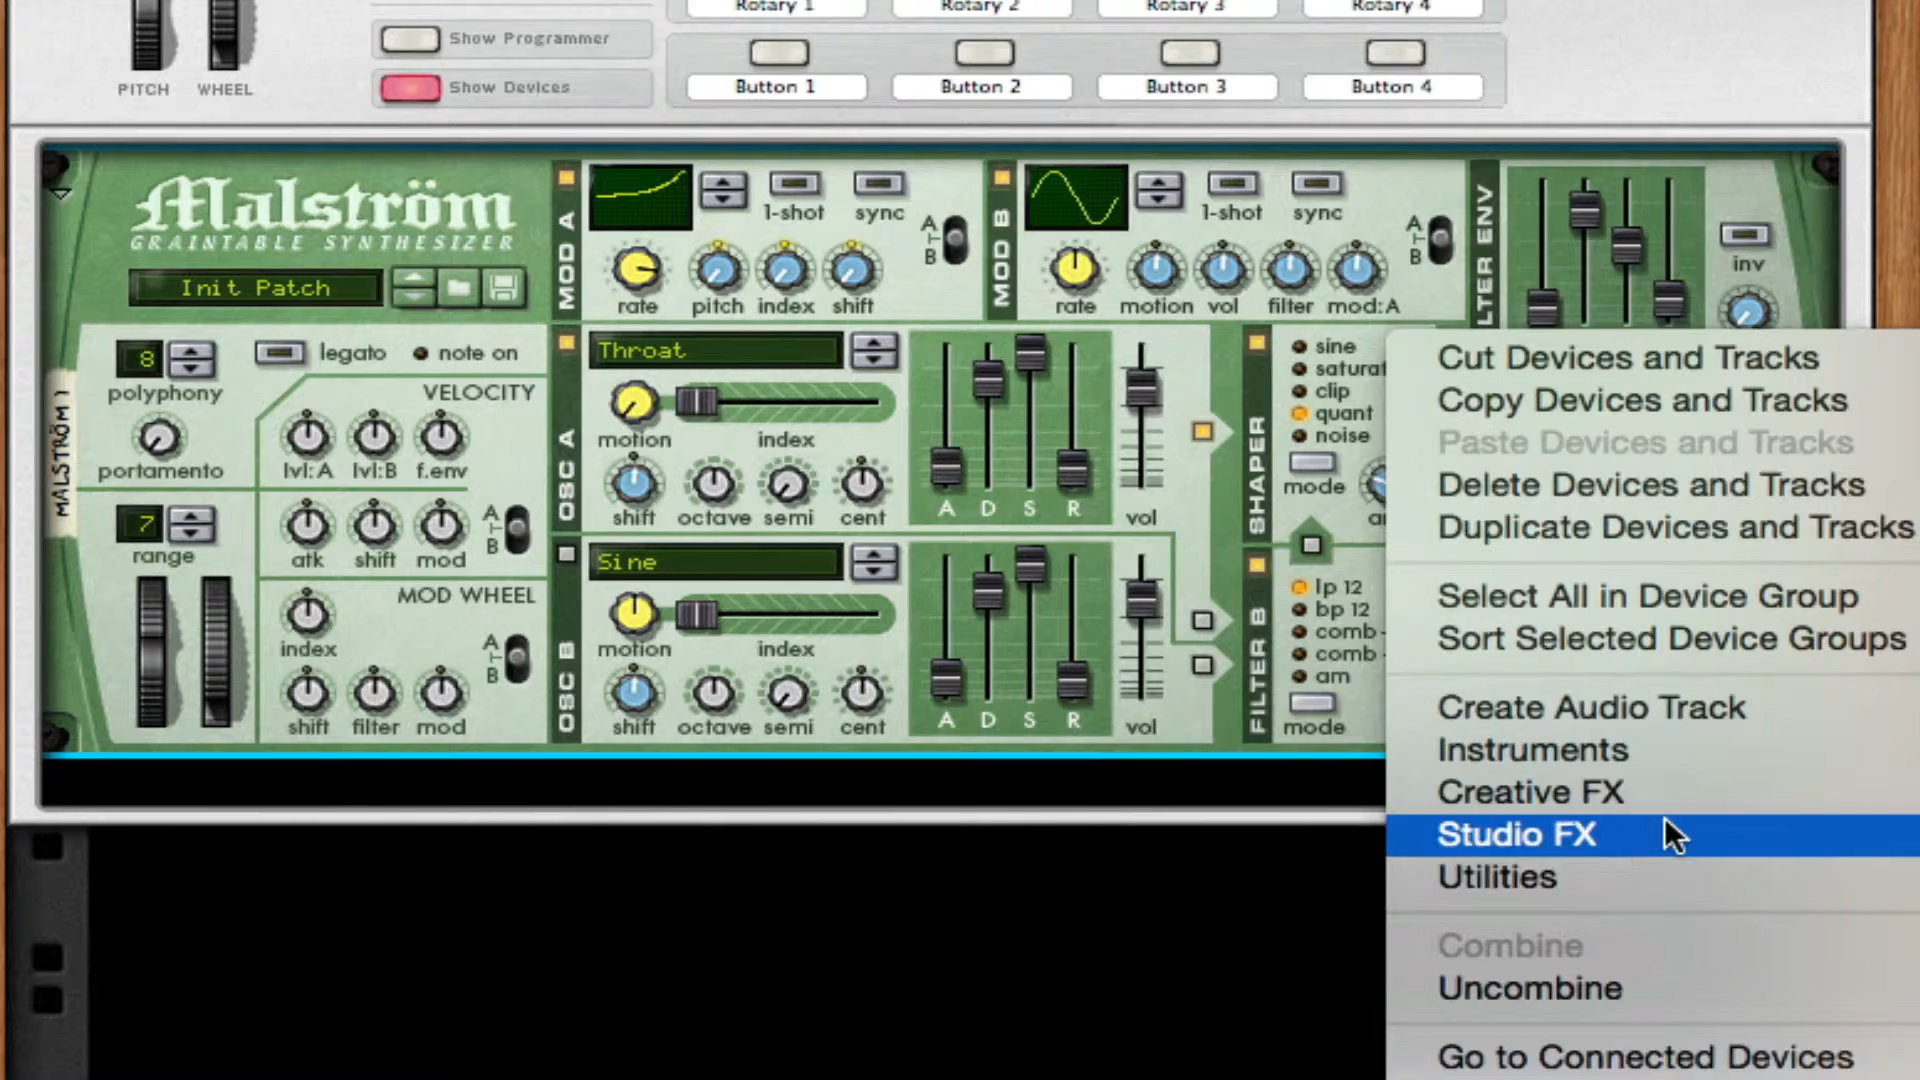 Rotary 1 Rotary 2 Rotary 3 Rotary 4
Show Programmer
PITCH WHEEL
Show Devices
Button 1 Button 2 Button 3 Button 4
Malström
GRAINTABLE SYNTHESIZER
Init Patch
MALSTRÖM 1
8
polyphony
legato
note on
portamento
VELOCITY
lvl:A lvl:B f.env
7
range
atk shift mod
A
B
MOD WHEEL
index
A
B
shift filter mod
MOD A
1-shot sync
rate pitch index shift
A
B
MOD B
1-shot sync
rate motion vol filter mod:A
A
B
LTER ENV
inv
OSC A
Throat
motion index
shift octave semi cent
A D S R
vol
OSC B
Sine
motion index
shift octave semi cent
A D S R
vol
SHAPER
sine
saturat
clip
quant
noise
mode
FILTER B
lp 12
bp 12
comb -
comb -
am
mode
Cut Devices and Tracks
Copy Devices and Tracks
Paste Devices and Tracks
Delete Devices and Tracks
Duplicate Devices and Tracks
Select All in Device Group
Sort Selected Device Groups
Create Audio Track
Instruments
Creative FX
Studio FX
Utilities
Combine
Uncombine
Go to Connected Devices